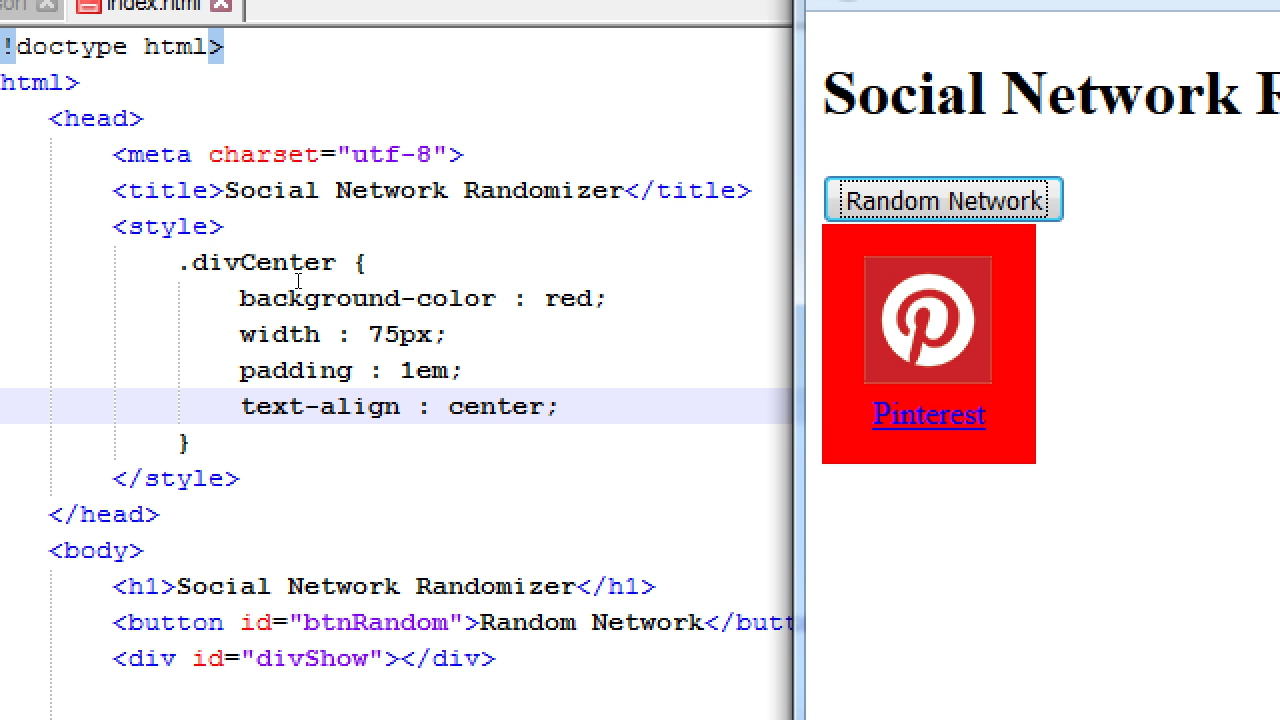 index.html
!doctype html>
html>
<head>
<meta charset="utf-8">
<title>Social Network Randomizer</title>
<style>
.divCenter {
background-color : red;
width : 75px;
padding : 1em;
text-align : center;
}
</style>
</head>
<body>
<h1>Social Network Randomizer</h1>
<button id="btnRandom">Random Network</butt
<div id="divShow"></div>
Social Network R
Random Network
Pinterest